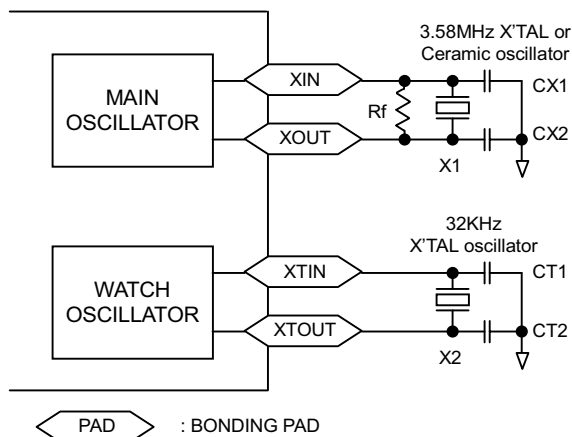 3.58MHz X'TAL or
Ceramic oscillator
MAIN
OSCILLATOR
XIN
XOUT
Rf
X1
CX1
CX2
32KHz
X'TAL oscillator
WATCH
OSCILLATOR
XTIN
XTOUT
X2
CT1
CT2
PAD : BONDING PAD